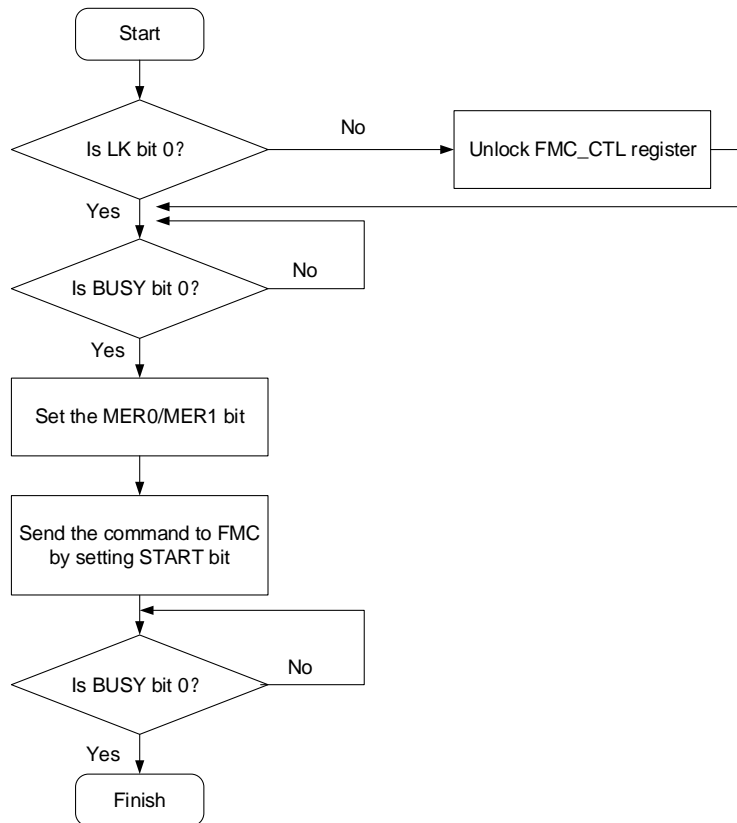 Start
Is LK bit 0?
No
Unlock FMC_CTL register
Yes
Is BUSY bit 0?
No
Yes
Set the MER0/MER1 bit
Send the command to FMC
by setting START bit
Is BUSY bit 0?
No
Yes
Finish